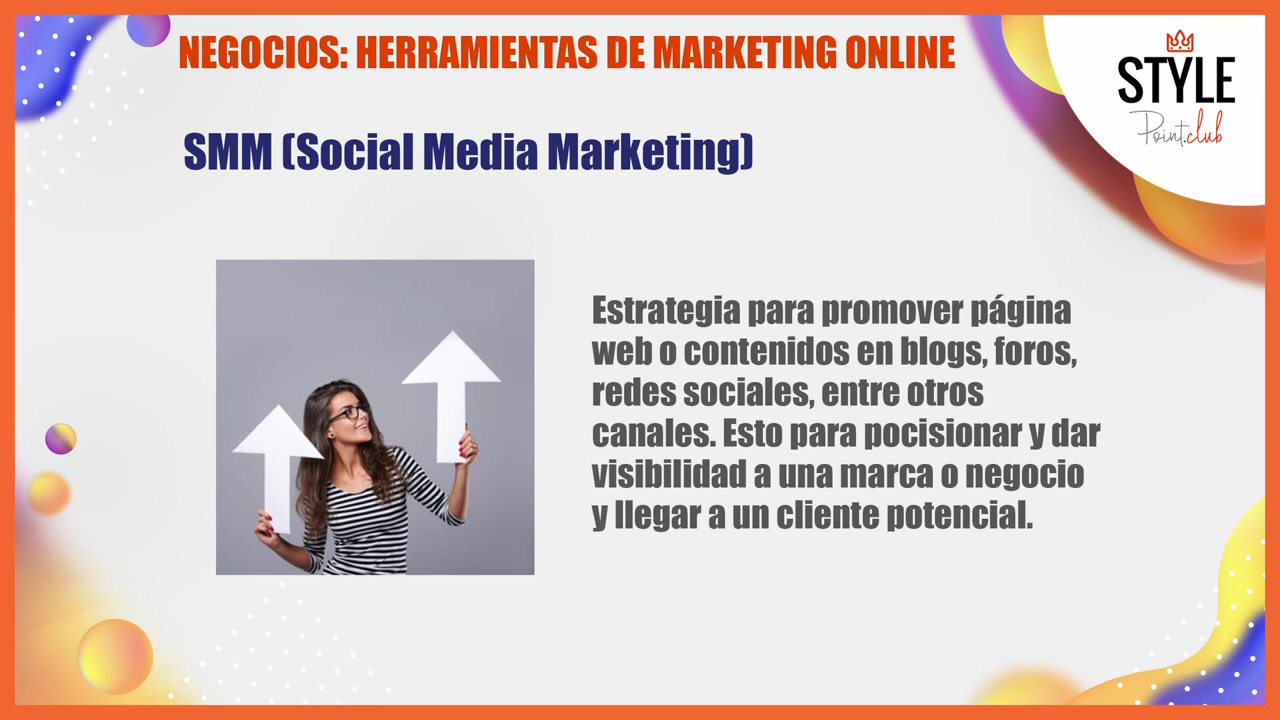 NEGOCIOS: HERRAMIENTAS DE MARKETING ONLINE
STYLE
Point.club
SMM (Social Media Marketing)
Estrategia para promover página
web o contenidos en blogs, foros,
redes sociales, entre otros
canales. Esto para pocisionar y dar
visibilidad a una marca o negocio
y llegar a un cliente potencial.